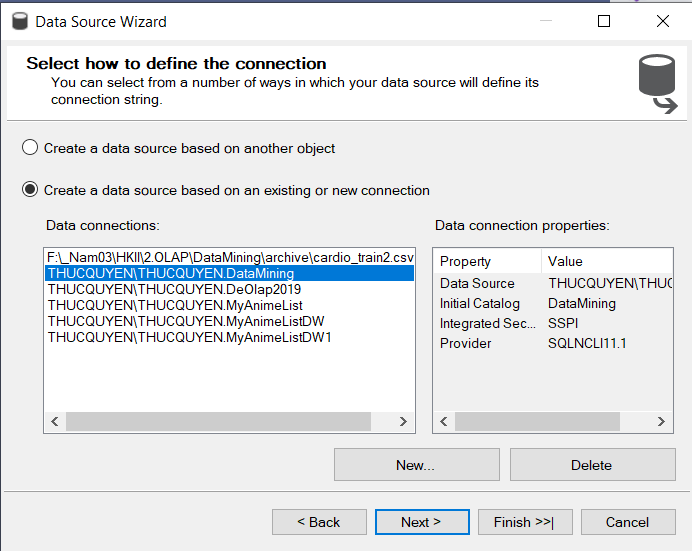 Data Source Wizard
Select how to define the connection
You can select from a number of ways in which your data source will define its
connection string.
Create a data source based on another object
Create a data source based on an existing or new connection
Data connections:
F:\_Nam03\HKII\2.OLAP\DataMining\archive\cardio_train2.csv
THUCQUYEN\THUCQUYEN.DataMining
THUCQUYEN\THUCQUYEN.DeOlap2019
THUCQUYEN\THUCQUYEN.MyAnimeList
THUCQUYEN\THUCQUYEN.MyAnimeListDW
THUCQUYEN\THUCQUYEN.MyAnimeListDW1
Data connection properties:
Property Value
Data Source THUCQUYEN\THUC
Initial Catalog DataMining
Integrated Sec... SSPI
Provider SQLNCLI11.1
New... Delete
< Back Next > Finish >>| Cancel